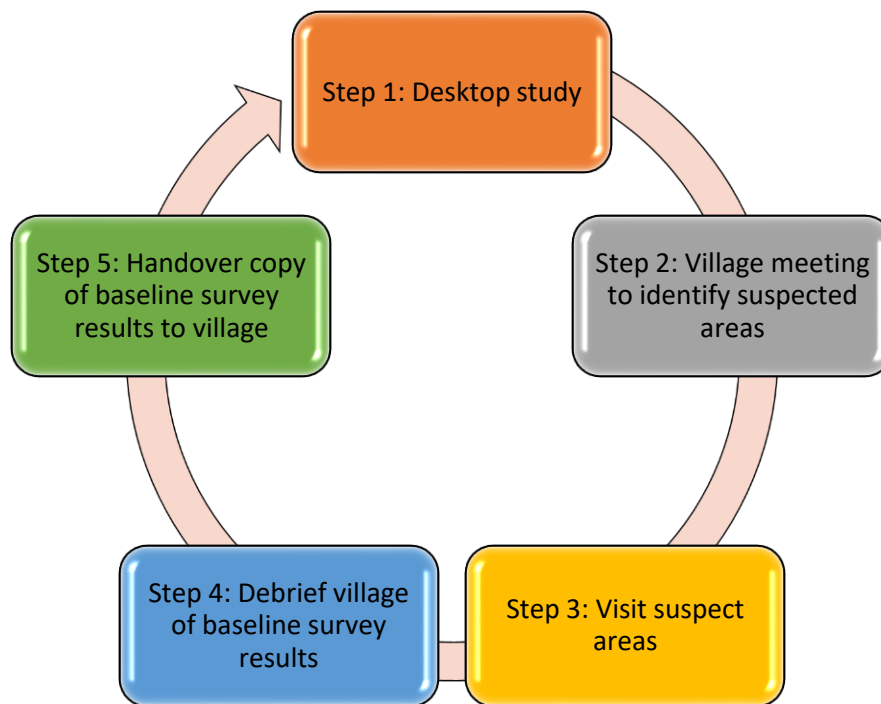 Step 1: Desktop study
Step 2: Village meeting
to identify suspected
areas
Step 3: Visit suspect
areas
Step 4: Debrief village
of baseline survey
results
Step 5: Handover copy
of baseline survey
results to village